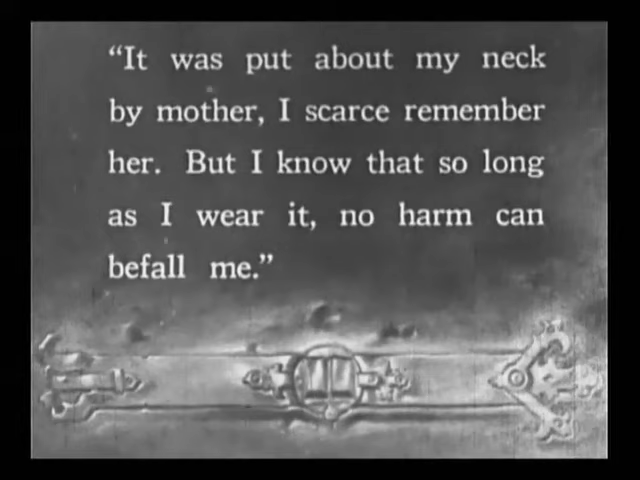 “It was put about my neck
by mother, I scarce remember
her. But I know that so long
as I wear it, no harm can
befall me.”